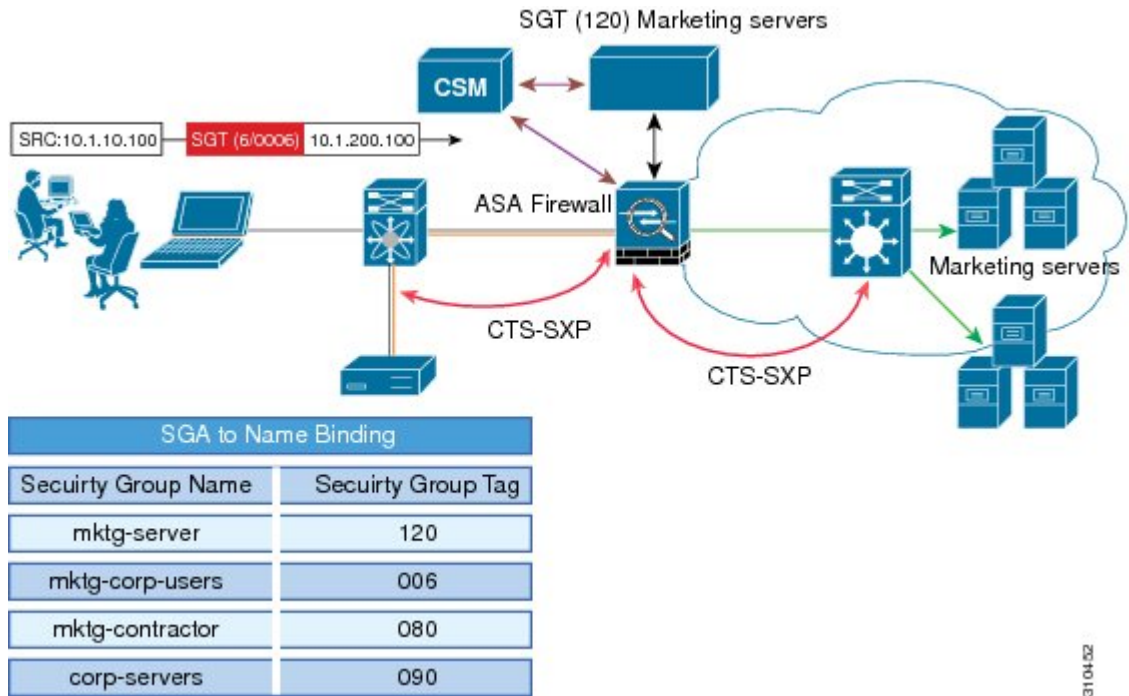 SGT (120) Marketing servers
CSM
SRC:10.1.10.100 SGT (6/0006) 10.1.200.100
ASA Firewall
Marketing servers
CTS-SXP
CTS-SXP
SGA to Name Binding
Secuirty Group Name Secuirty Group Tag
mktg-server 120
mktg-corp-users 006
mktg-contractor 080
corp-servers 090
310452